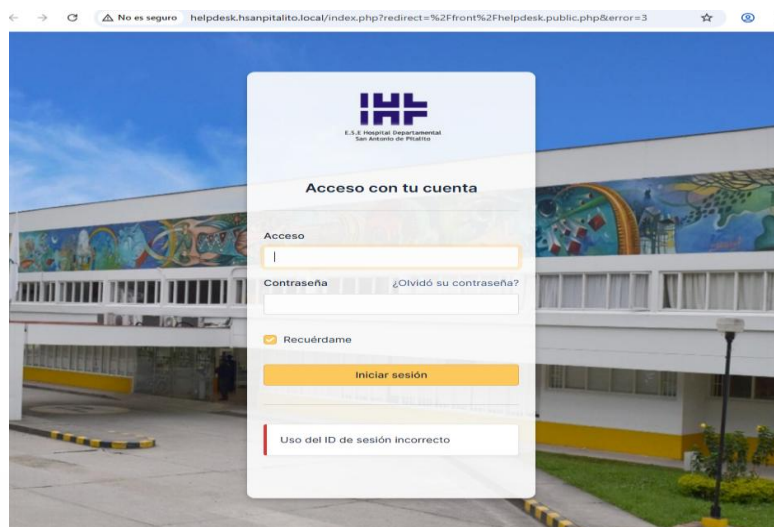 No es seguro helpdesk.hsanpitalito.local/index.php?redirect=%2Ffront%2Fhelpdesk.public.php&error=3
E.S.E Hospital Departamental
San Antonio de Pitalito
Acceso con tu cuenta
Acceso
Contraseña ¿Olvidó su contraseña?
Recuérdame
Iniciar sesión
Uso del ID de sesión incorrecto